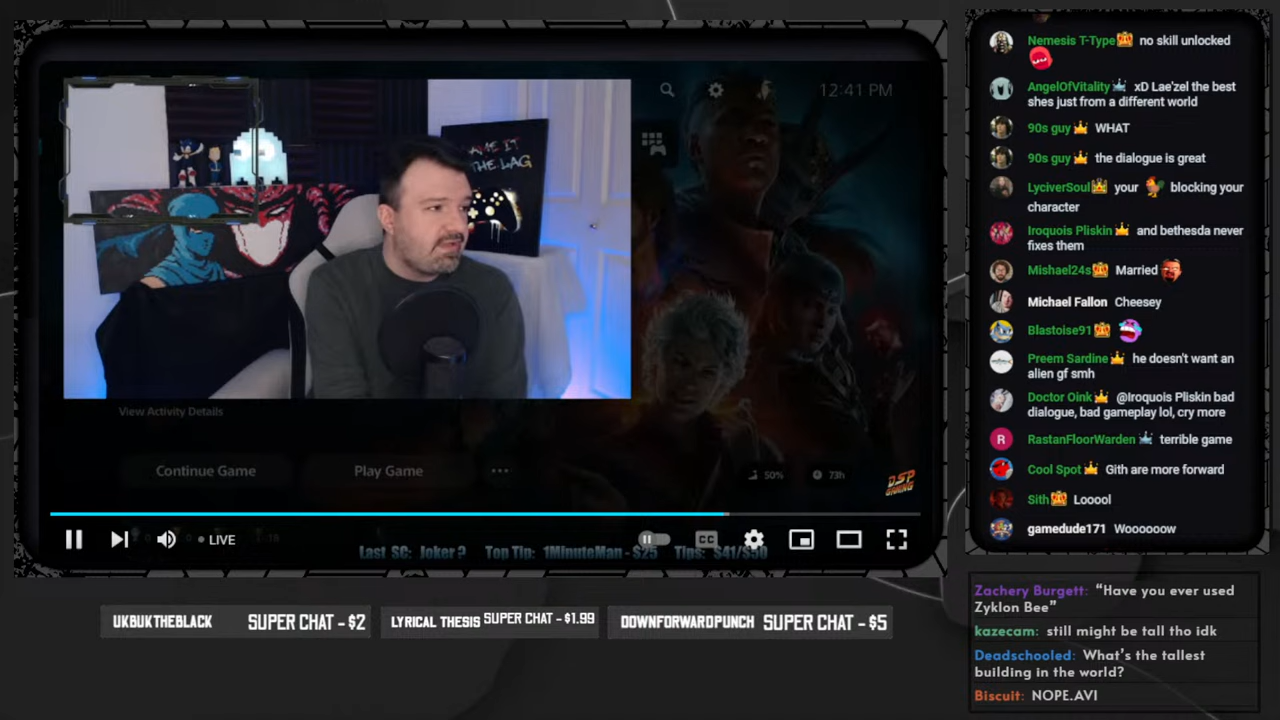 12:41 PM
AME IT
THE LAG
View Activity Details
Continue Game
Play Game
50%
73h
DSP
GAMING
LIVE
CC
Last SC: Joker? Top Tip: 1MinuteMan - $25 Tips: $41/$50
UKBUKTHEBLACK SUPER CHAT - $2
LYRICAL THESIS SUPER CHAT - $1.99
DOWNFORWARDPUNCH SUPER CHAT - $5
Nemesis T-Type no skill unlocked
AngelOfVitality xD Lae'zel the best
shes just from a different world
90s guy WHAT
90s guy the dialogue is great
LyciverSoul your blocking your
character
Iroquois Pliskin and bethesda never
fixes them
Mishael24s Married
Michael Fallon Cheesey
Blastoise91
Preem Sardine he doesn't want an
alien gf smh
Doctor Oink @Iroquois Pliskin bad
dialogue, bad gameplay lol, cry more
R
RastanFloorWarden terrible game
Cool Spot Gith are more forward
Sith Looool
gamedude171 Woooooow
Zachery Burgett: “Have you ever used
Zyklon Bee”
kazecam: still might be tall tho idk
Deadschooled: What's the tallest
building in the world?
Biscuit: NOPE.AVI